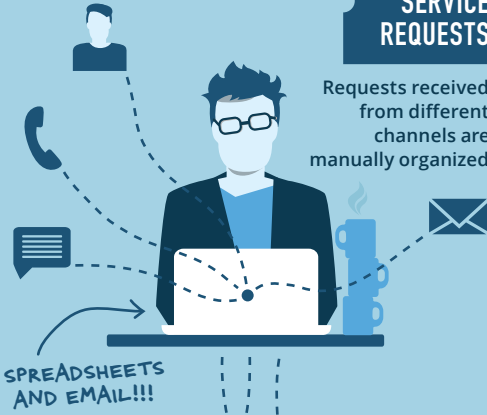 SERVICE
REQUESTS
Requests received
from different
channels are
manually organized
SPREADSHEETS
AND EMAIL!!!